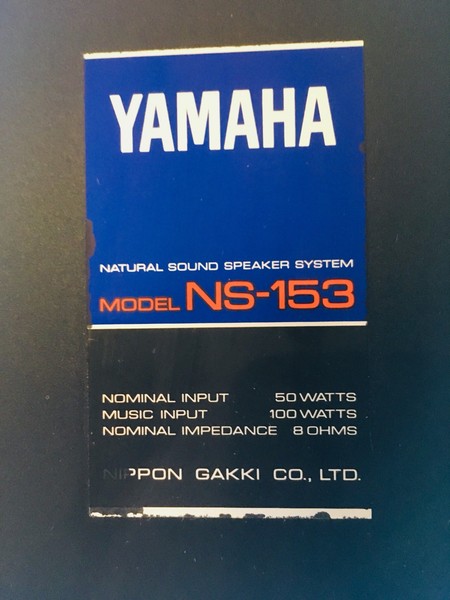 YAMAHA
NATURAL SOUND SPEAKER SYSTEM
MODEL NS-153
NOMINAL INPUT 50 WATTS
MUSIC INPUT 100 WATTS
NOMINAL IMPEDANCE 8 OHMS
NIPPON GAKKI CO., LTD.